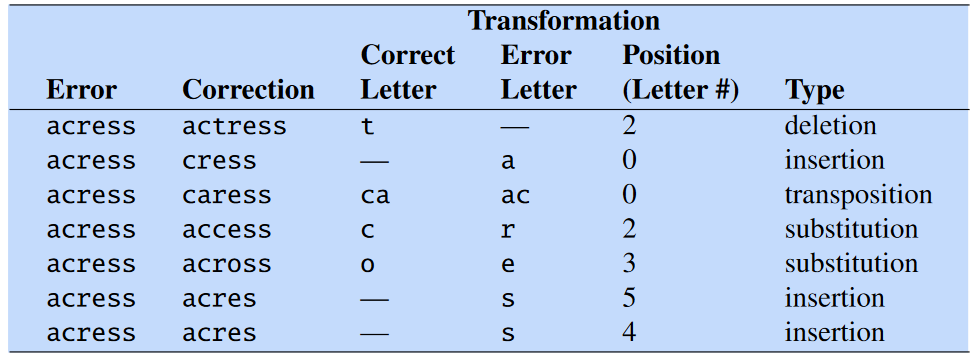 Transformation
Correct Error Position
Error Correction Letter Letter (Letter #) Type
acress actress t — 2 deletion
acress cress — a 0 insertion
acress caress ca ac 0 transposition
acress access c r 2 substitution
acress across o e 3 substitution
acress acres — s 5 insertion
acress acres — s 4 insertion